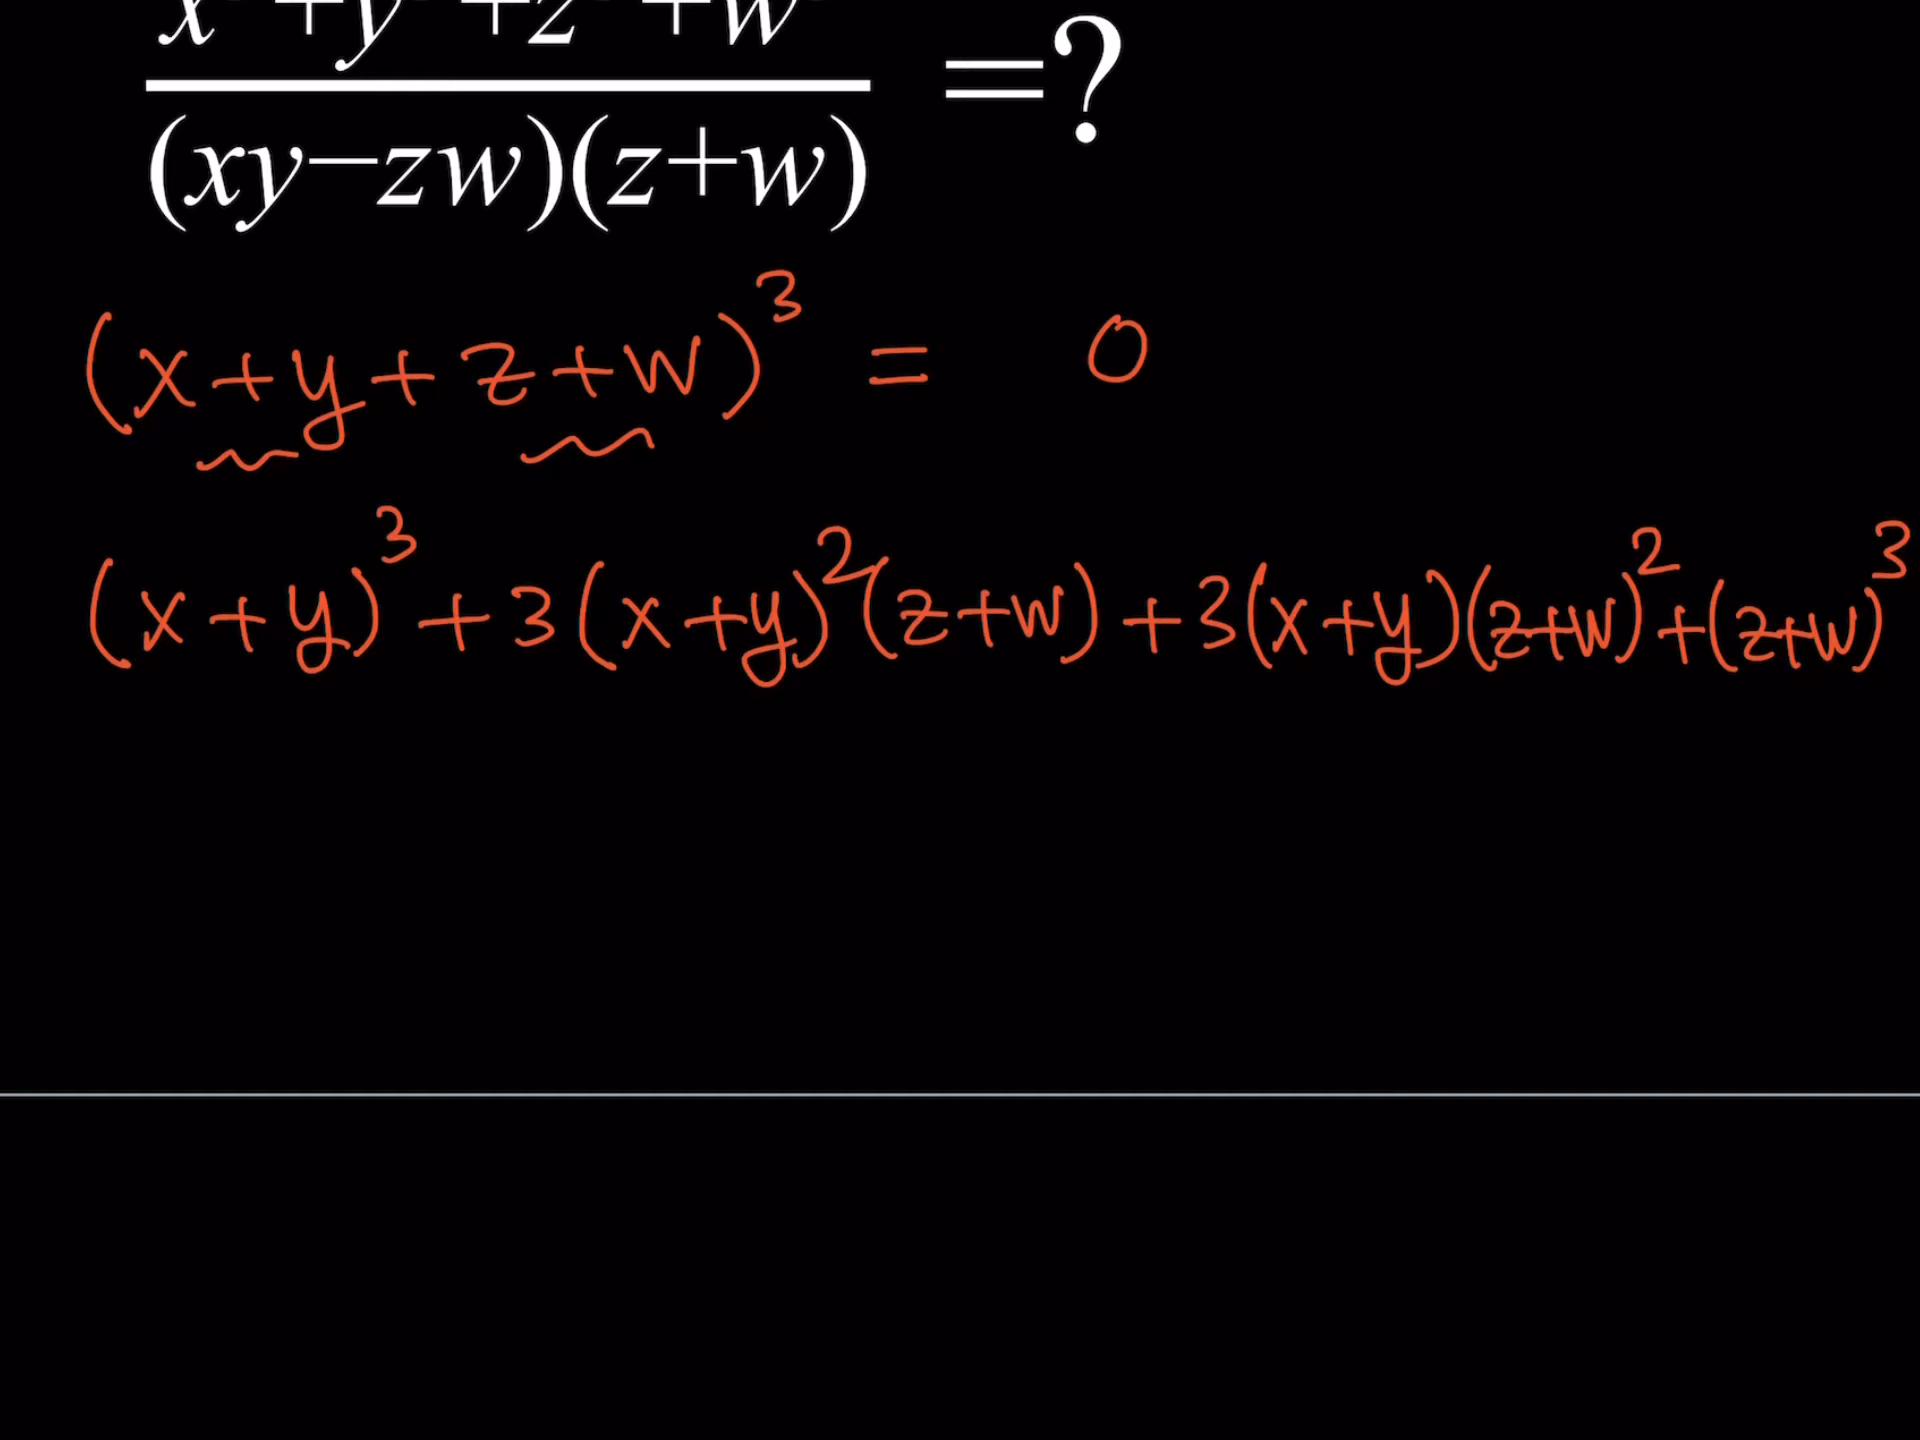 x+y+z+w
=?
(xy−zw)(z+w)
(x+y+z+w)³ = 0
(x+y)³+3(x+y)²(z+w)+3(x+y)(z+w)²+(z+w)³